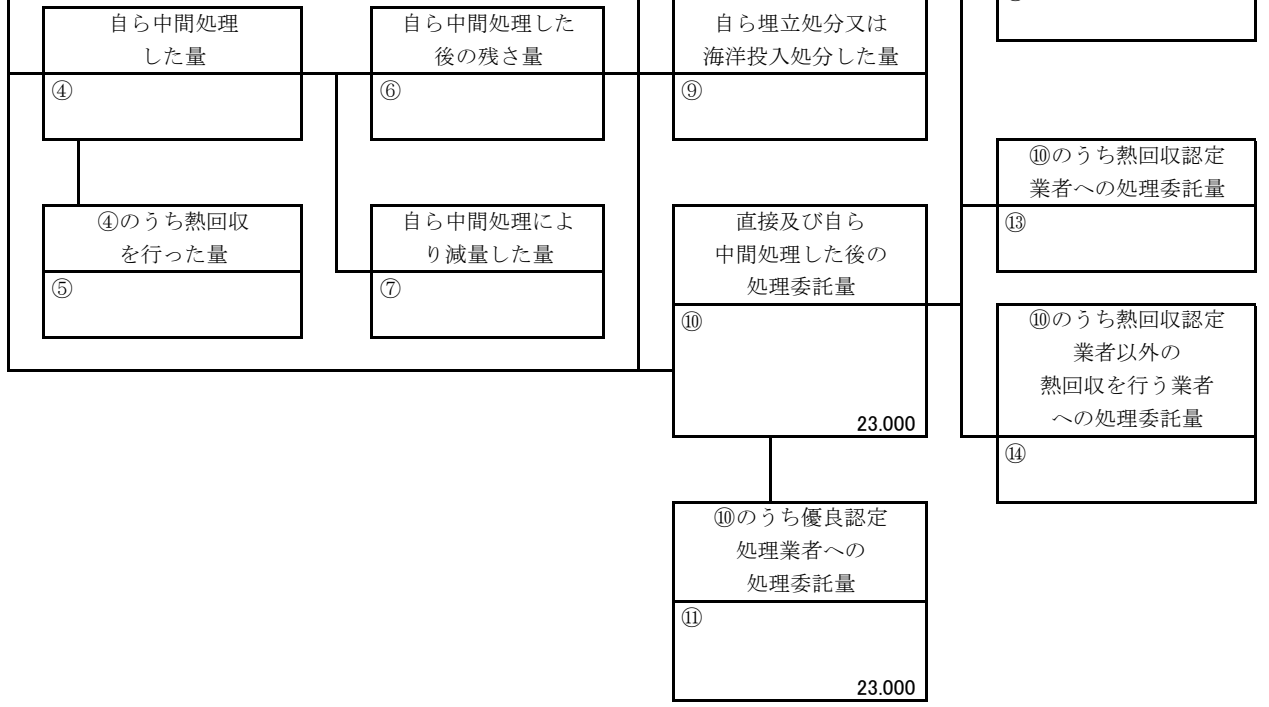 自ら中間処理
した量
④
自ら中間処理した
後の残さ量
⑥
自ら埋立処分又は
海洋投入処分した量
⑨
④のうち熱回収
を行った量
⑤
自ら中間処理によ
り減量した量
⑦
直接及び自ら
中間処理した後の
処理委託量
⑩
23.000
⑩のうち優良認定
処理業者への
処理委託量
⑪
23.000
⑩のうち熱回収認定
業者への処理委託量
⑬
⑩のうち熱回収認定
業者以外の
熱回収を行う業者
への処理委託量
⑭